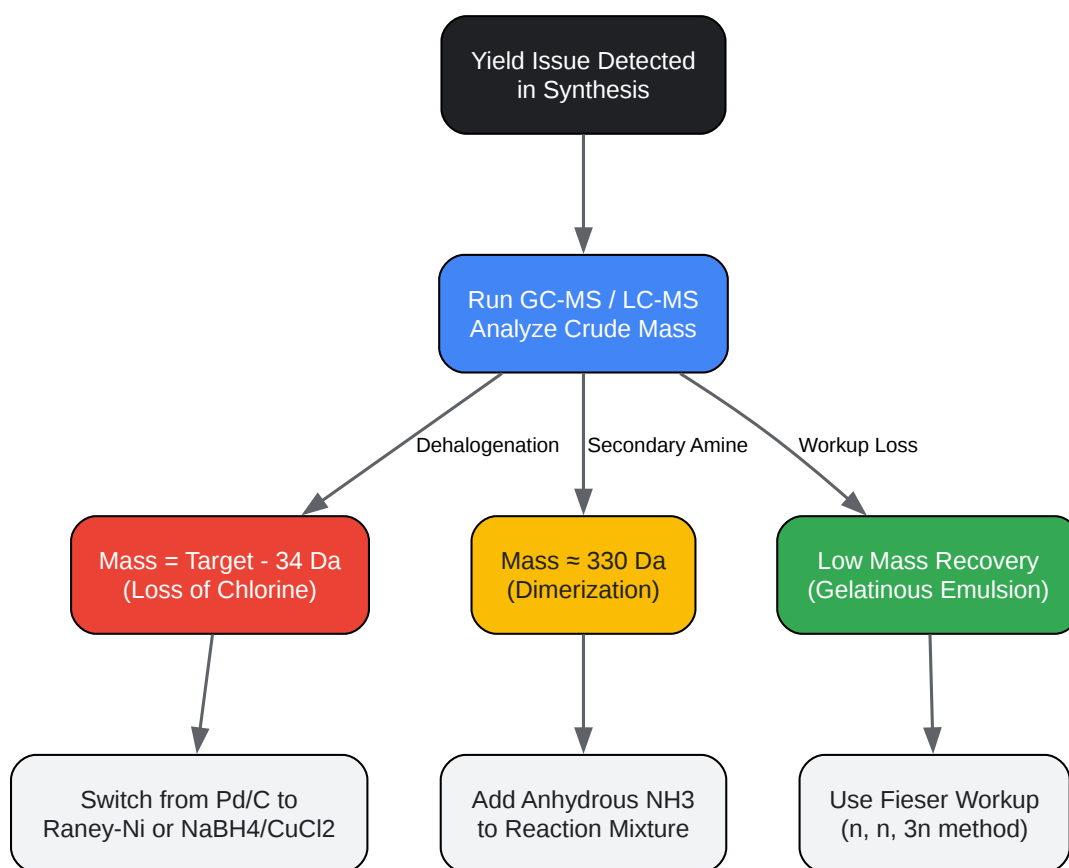 Yield Issue Detected
in Synthesis
Run GC-MS / LC-MS
Analyze Crude Mass
Dehalogenation
Secondary Amine
Workup Loss
Mass = Target - 34 Da
(Loss of Chlorine)
Mass ≈ 330 Da
(Dimerization)
Low Mass Recovery
(Gelatinous Emulsion)
Switch from Pd/C to
Raney-Ni or NaBH4/CuCl2
Add Anhydrous NH3
to Reaction Mixture
Use Fieser Workup
(n, n, 3n method)